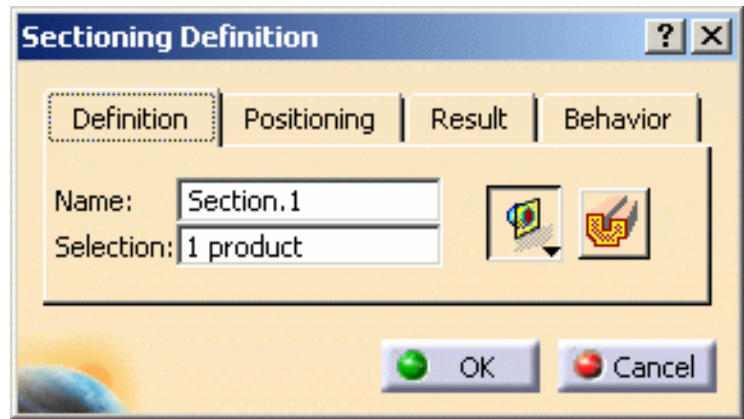 Sectioning Definition ? X
Definition Positioning Result Behavior
Name: Section.1
Selection: 1 product
OK Cancel